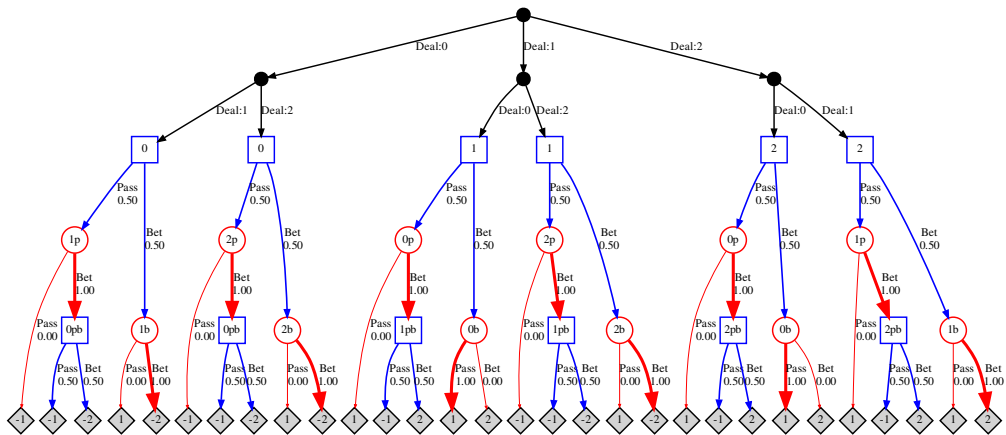 Deal:0 Deal:1 Deal:2
Deal:1 Deal:2 Deal:0 Deal:2 Deal:0 Deal:1
0 0 1 1 2 2
Pass Pass Pass Pass Pass Pass
0.50 0.50 0.50 0.50 0.50 0.50
1p Bet 2p Bet 0p Bet 2p Bet 0p Bet 1p Bet
0.50 0.50 0.50 0.50 0.50 0.50
Bet Bet Bet Bet Bet Bet
1.00 1.00 1.00 1.00 1.00 1.00
Pass 0pb 1b Pass 0pb 2b Pass 1pb 0b Pass 1pb 2b Pass 2pb 0b Pass 2pb 1b
0.00 0.00 0.00 0.00 0.00 0.00
Pass Bet Pass Bet Pass Bet Pass Bet Pass Bet Pass Bet Pass Bet Pass Bet Pass Bet Pass Bet Pass Bet Pass Bet
0.50 0.50 0.00 1.00 0.50 0.50 0.00 1.00 0.50 0.50 1.00 0.00 0.50 0.50 0.00 1.00 0.50 0.50 1.00 0.00 0.50 0.50 0.00 1.00
-1 -1 -2 1 -2 -1 -1 -2 1 -2 1 -1 2 1 2 -1 -1 -2 1 -2 1 -1 2 1 2 1 -1 2 1 2